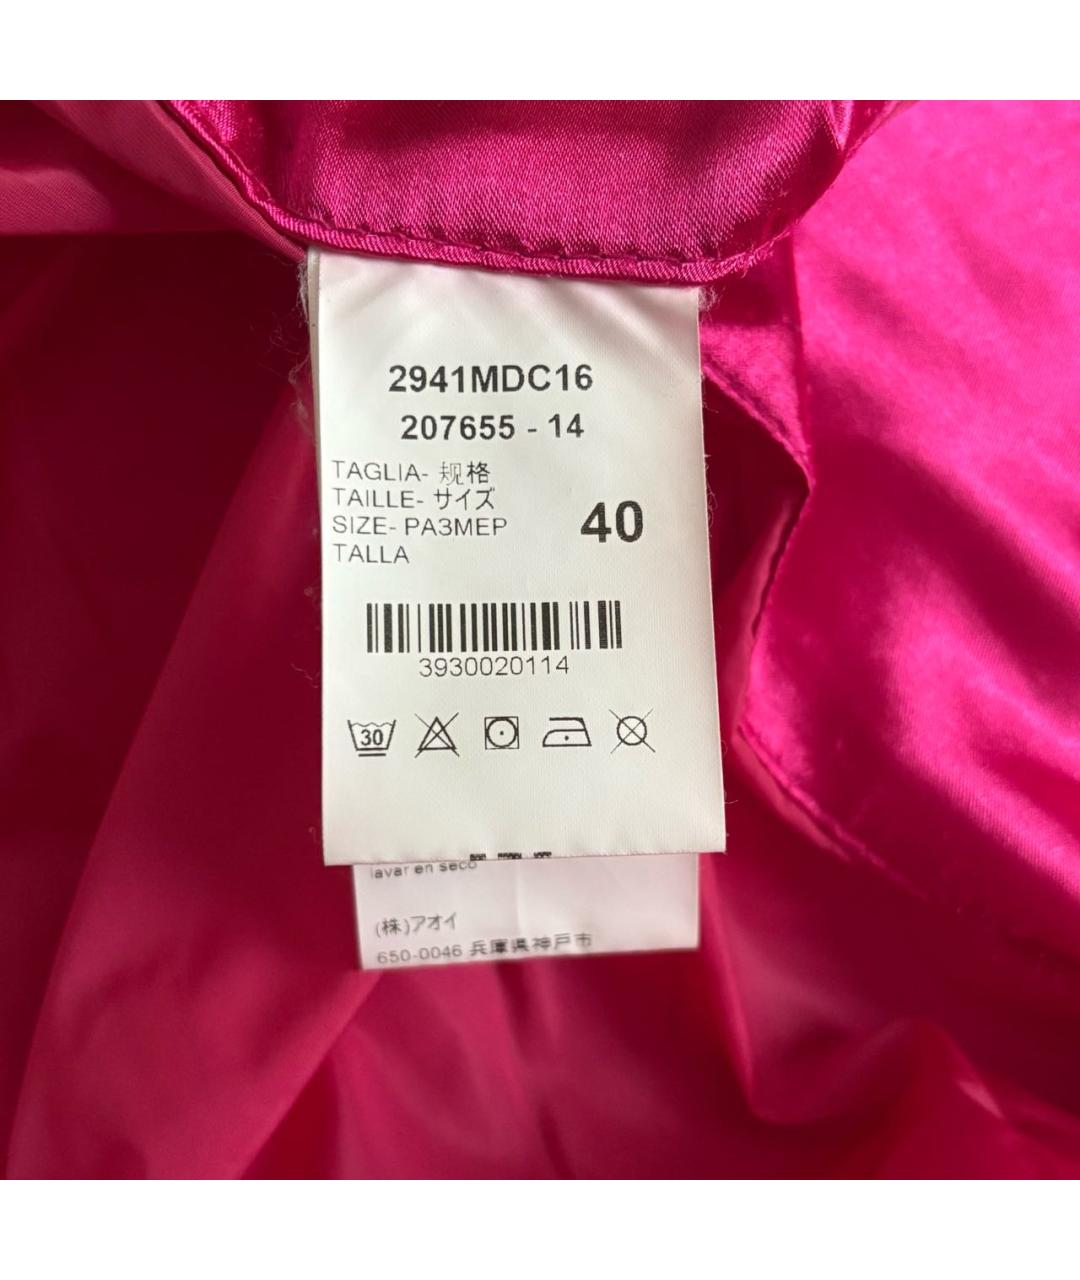 2941MDC16
207655 - 14
TAGLIA- 规格
TAILLE- サイズ
SIZE- РАЗМЕР
TALLA
40
3930020114
30
lavar en seco
(株)アオイ
650-0046 兵庫県神戸市